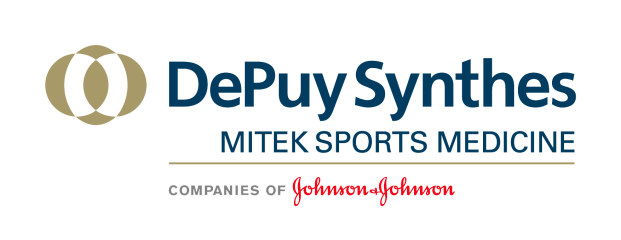 DePuy Synthes
MITEK SPORTS MEDICINE
COMPANIES OF Johnson & Johnson